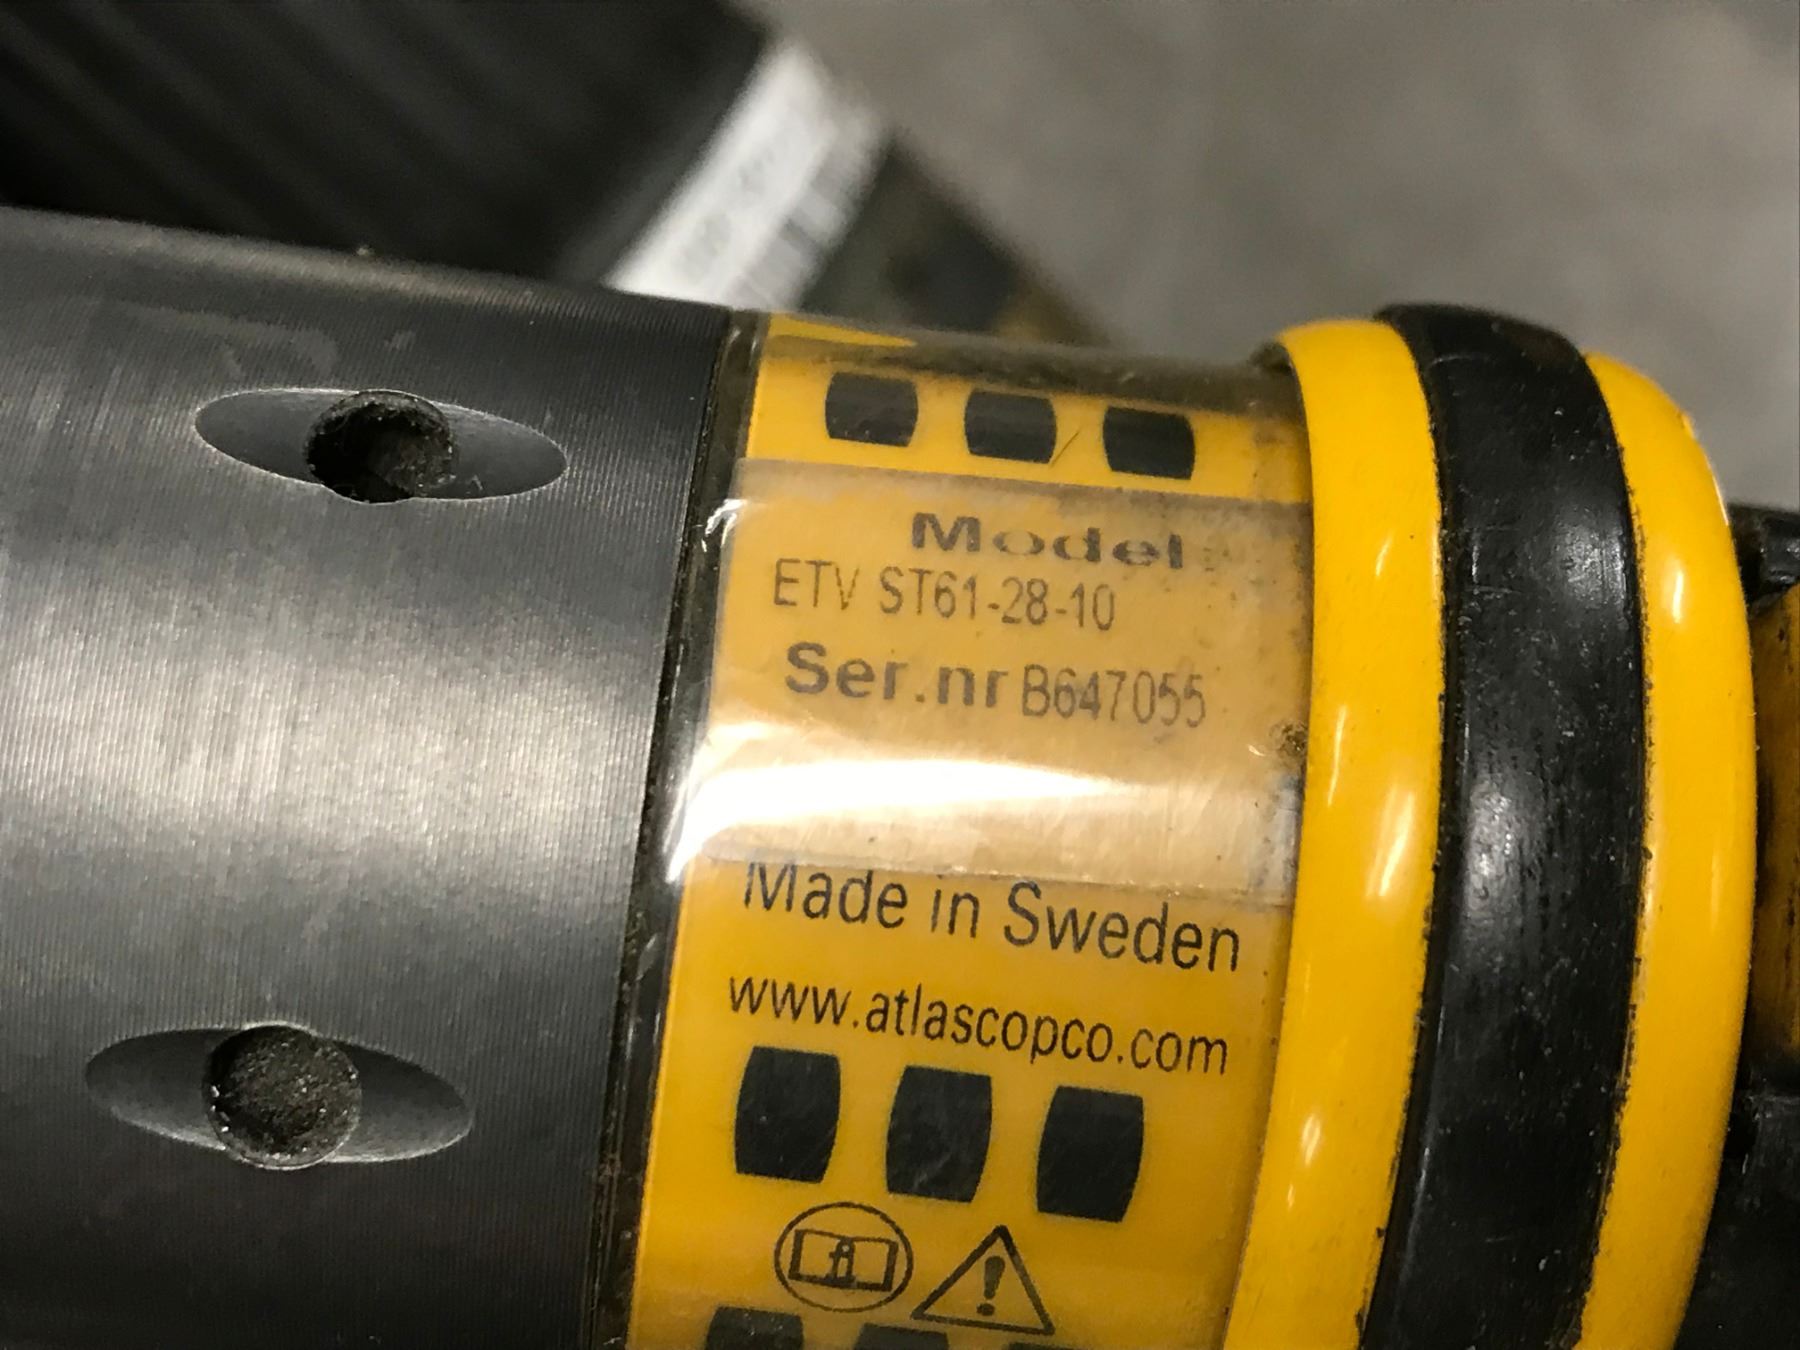 Model
ETV ST61-28-10
Ser.nr B647055
Made in Sweden
www.atlascopco.com